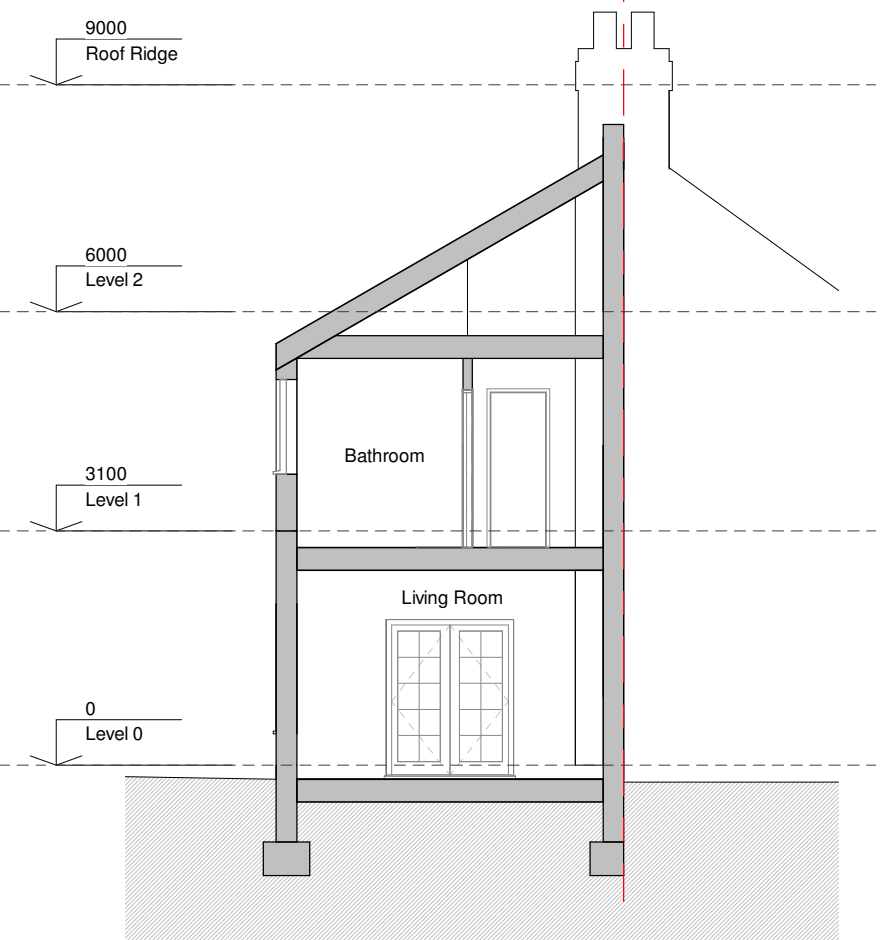 9000
Roof Ridge
6000
Level 2
Bathroom
3100
Level 1
Living Room
0
Level 0